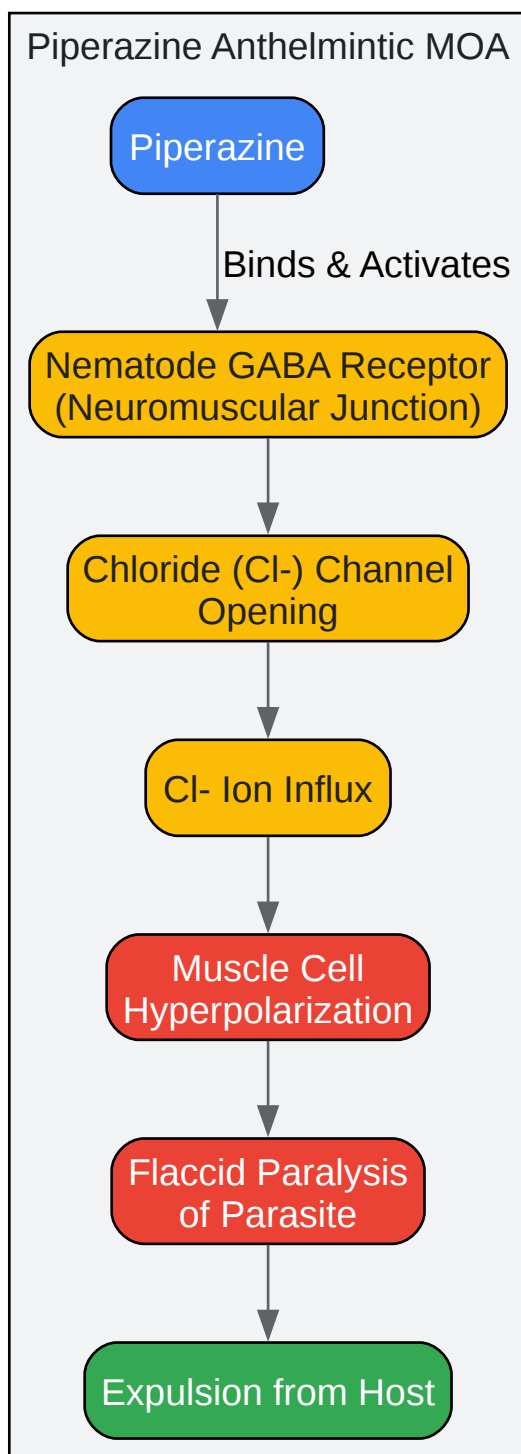 Piperazine Anthelmintic MOA
Piperazine
Binds & Activates
Nematode GABA Receptor
(Neuromuscular Junction)
Chloride (Cl-) Channel
Opening
Cl- Ion Influx
Muscle Cell
Hyperpolarization
Flaccid Paralysis
of Parasite
Expulsion from Host